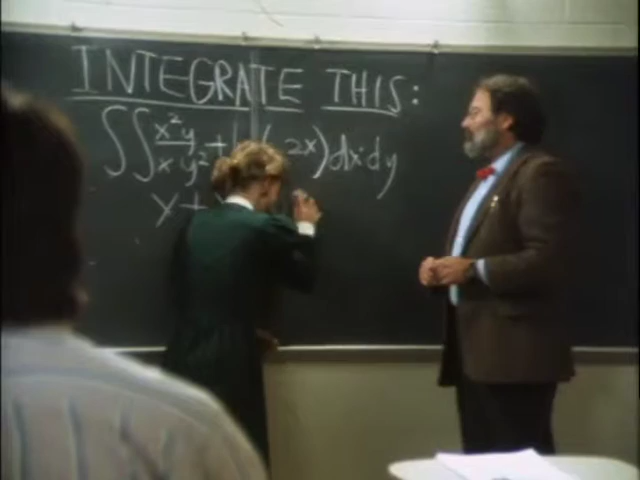 INTEGRATE THIS:
∫∫ x²y / xy² + ( 2x) dx dy
x +